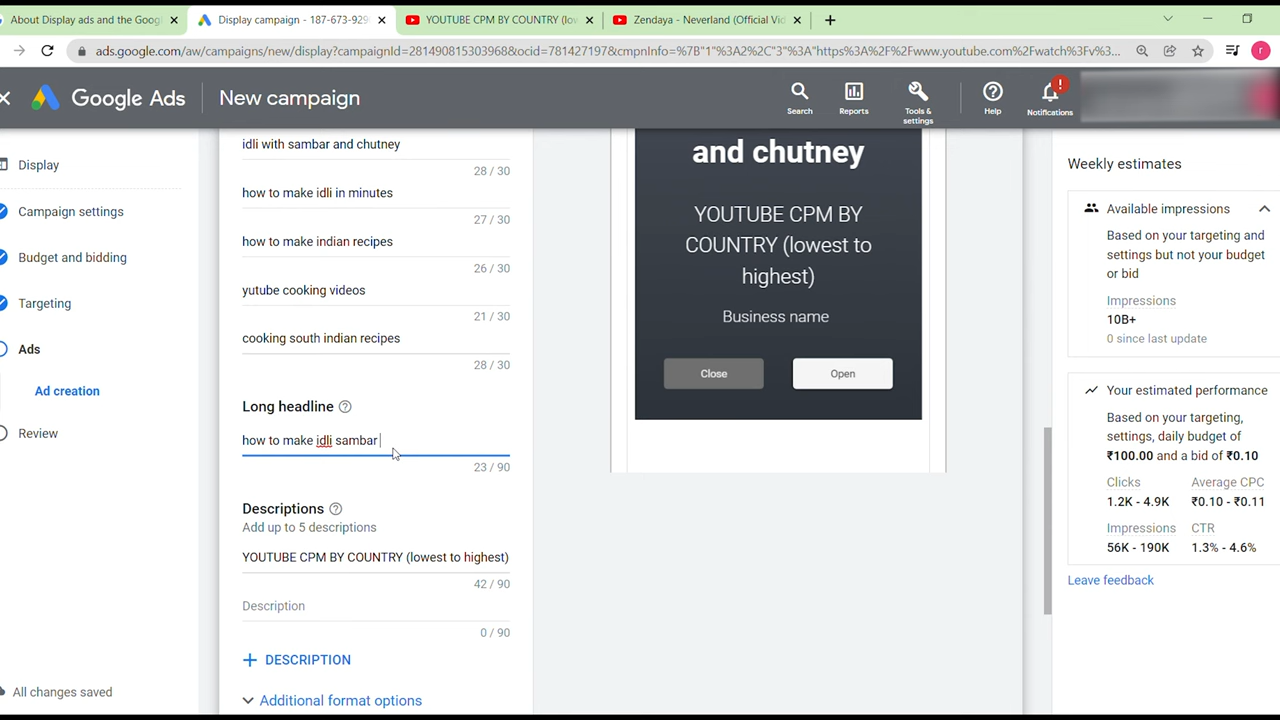 About Display ads and the Googl
Display campaign - 187-673-929
YOUTUBE CPM BY COUNTRY (low
Zendaya - Neverland (Official Vid
ads.google.com/aw/campaigns/new/display?campaignId=281490815303968&ocid=781427197&cmpnInfo=%7B"1"%3A2%2C"3"%3A"https%3A%2F%2Fwww.youtube.com%2Fwatch%3Fv%3...
r
Google Ads
New campaign
Search
Reports
Tools &
settings
Help
!
Notifications
Display
Campaign settings
Budget and bidding
Targeting
Ads
Ad creation
Review
All changes saved
idli with sambar and chutney
28 / 30
how to make idli in minutes
27 / 30
how to make indian recipes
26 / 30
yutube cooking videos
21 / 30
cooking south indian recipes
28 / 30
Long headline
how to make idli sambar
23 / 90
Descriptions
Add up to 5 descriptions
YOUTUBE CPM BY COUNTRY (lowest to highest)
42 / 90
Description
0 / 90
+ DESCRIPTION
Additional format options
and chutney
YOUTUBE CPM BY
COUNTRY (lowest to
highest)
Business name
Close
Open
Weekly estimates
Available impressions
Based on your targeting and
settings but not your budget
or bid
Impressions
10B+
0 since last update
Your estimated performance
Based on your targeting,
settings, daily budget of
₹100.00 and a bid of ₹0.10
Clicks Average CPC
1.2K - 4.9K ₹0.10 - ₹0.11
Impressions CTR
56K - 190K 1.3% - 4.6%
Leave feedback